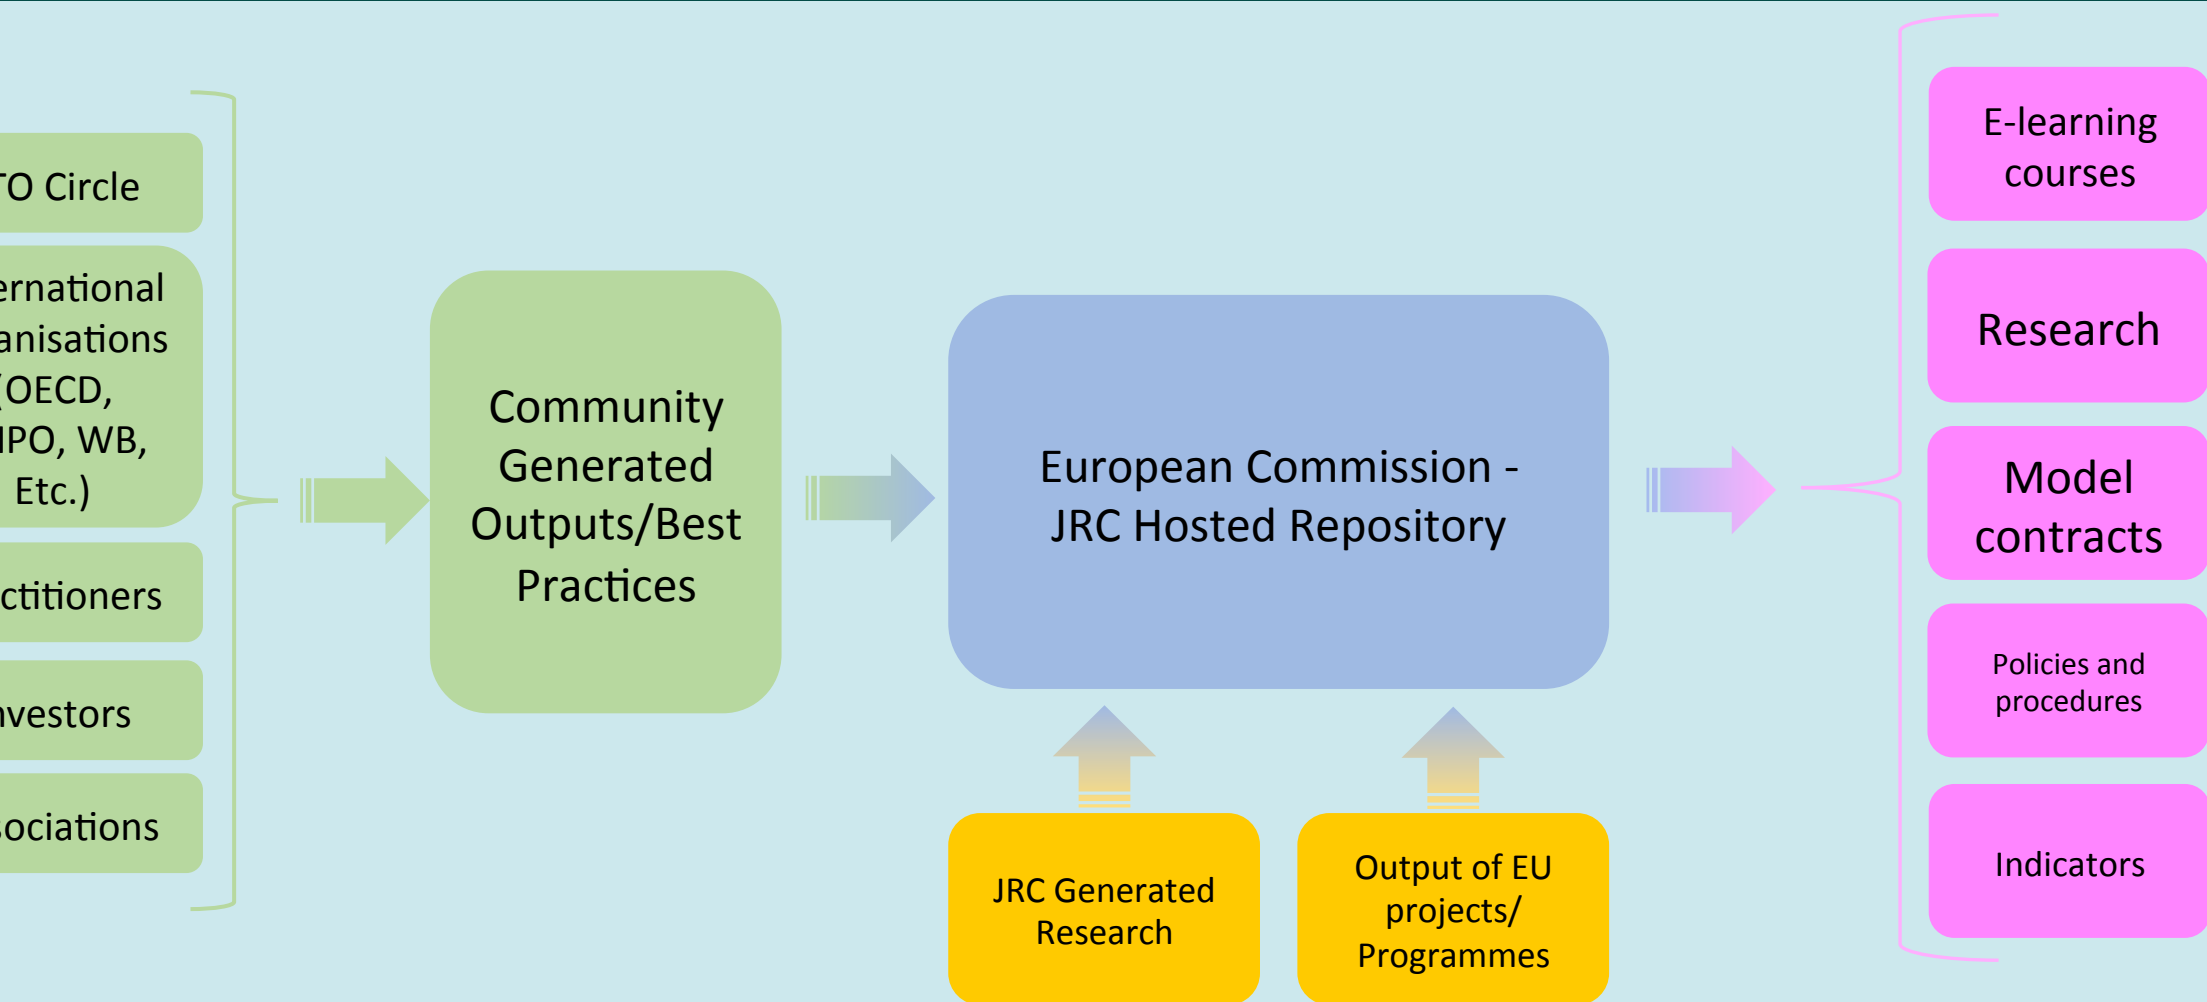 TO Circle
ernational
anisations
(OECD,
IPO, WB,
Etc.)
ctitioners
vestors
sociations
Community
Generated
Outputs/Best
Practices
European Commission -
JRC Hosted Repository
JRC Generated
Research
Output of EU
projects/
Programmes
E-learning
courses
Research
Model
contracts
Policies and
procedures
Indicators